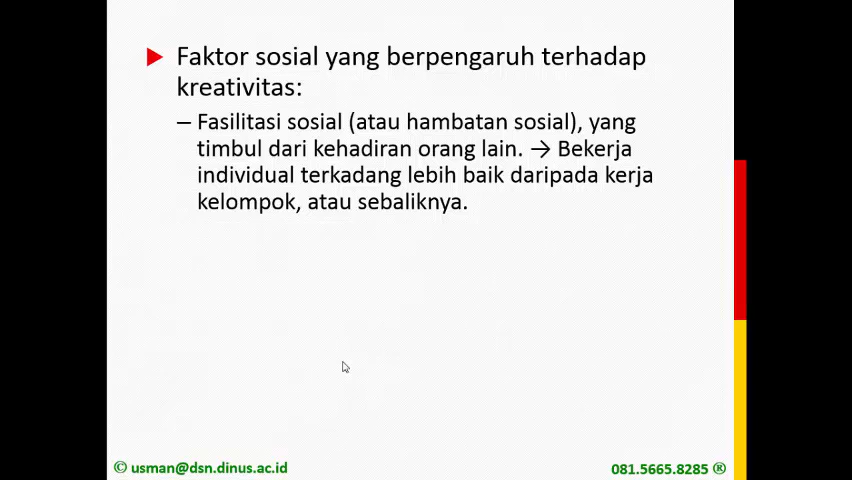 Faktor sosial yang berpengaruh terhadap
kreativitas:
– Fasilitasi sosial (atau hambatan sosial), yang
timbul dari kehadiran orang lain. → Bekerja
individual terkadang lebih baik daripada kerja
kelompok, atau sebaliknya.
© usman@dsn.dinus.ac.id
081.5665.8285 ®